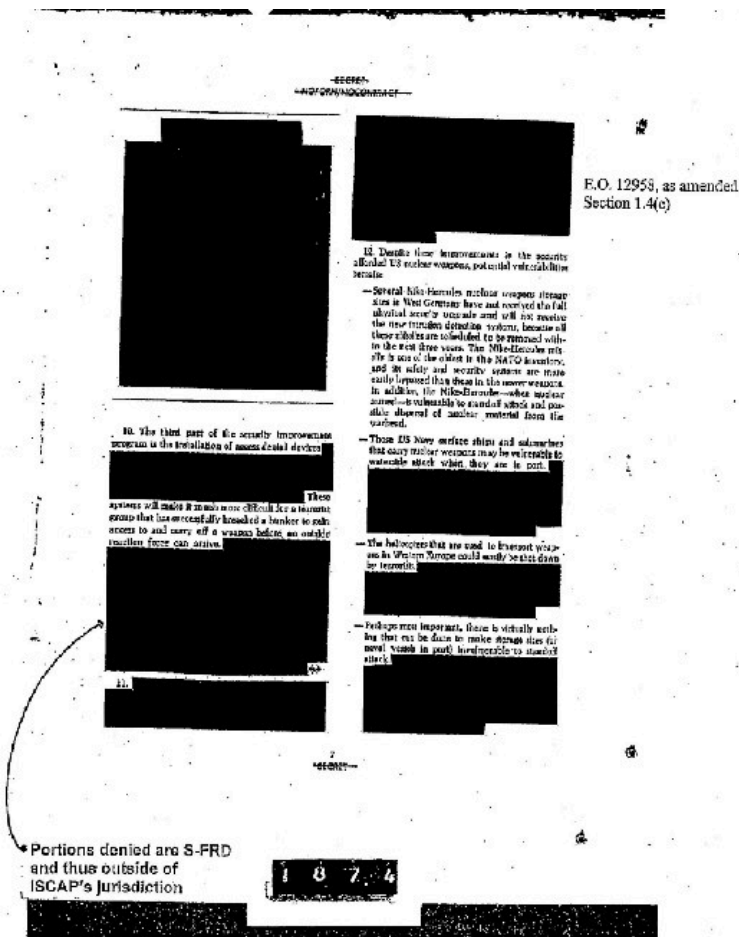 SECRET
NOFORN/NOCONTRACT
E.O. 12958, as amended
Section 1.4(c)
10. The third part of the security improvement
program is the installation of access denial devices
These
systems will make it much more difficult for a terrorist
group that has successfully breached a bunker to gain
access to and carry off a weapon before an outside
reaction force can arrive.
11.
12. Despite these improvements in the security
afforded US nuclear weapons, potential vulnerabilities
remain:
— Several Nike-Hercules nuclear weapons storage
sites in West Germany have not received the full
physical security upgrade and will not receive
the new intrusion detection systems, because all
these missiles are scheduled to be removed with-
in the next three years. The Nike-Hercules mis-
sile is one of the oldest in the NATO inventory,
and its safety and security systems are more
easily bypassed than those in the newer weapons.
In addition, the Nike-Hercules—when nuclear
armed—is vulnerable to standoff attack and pos-
sible dispersal of nuclear material from the
warhead.
— Those US Navy surface ships and submarines
that carry nuclear weapons may be vulnerable to
waterside attack when they are in port.
— The helicopters that are used to transport weap-
ons in Western Europe could easily be shot down
by terrorists.
— Perhaps most important, there is virtually noth-
ing that can be done to make storage sites (or
naval vessels in port) invulnerable to standoff
attack.
7
SECRET
Portions denied are S-FRD
and thus outside of
ISCAP's jurisdiction
1 8 7 4